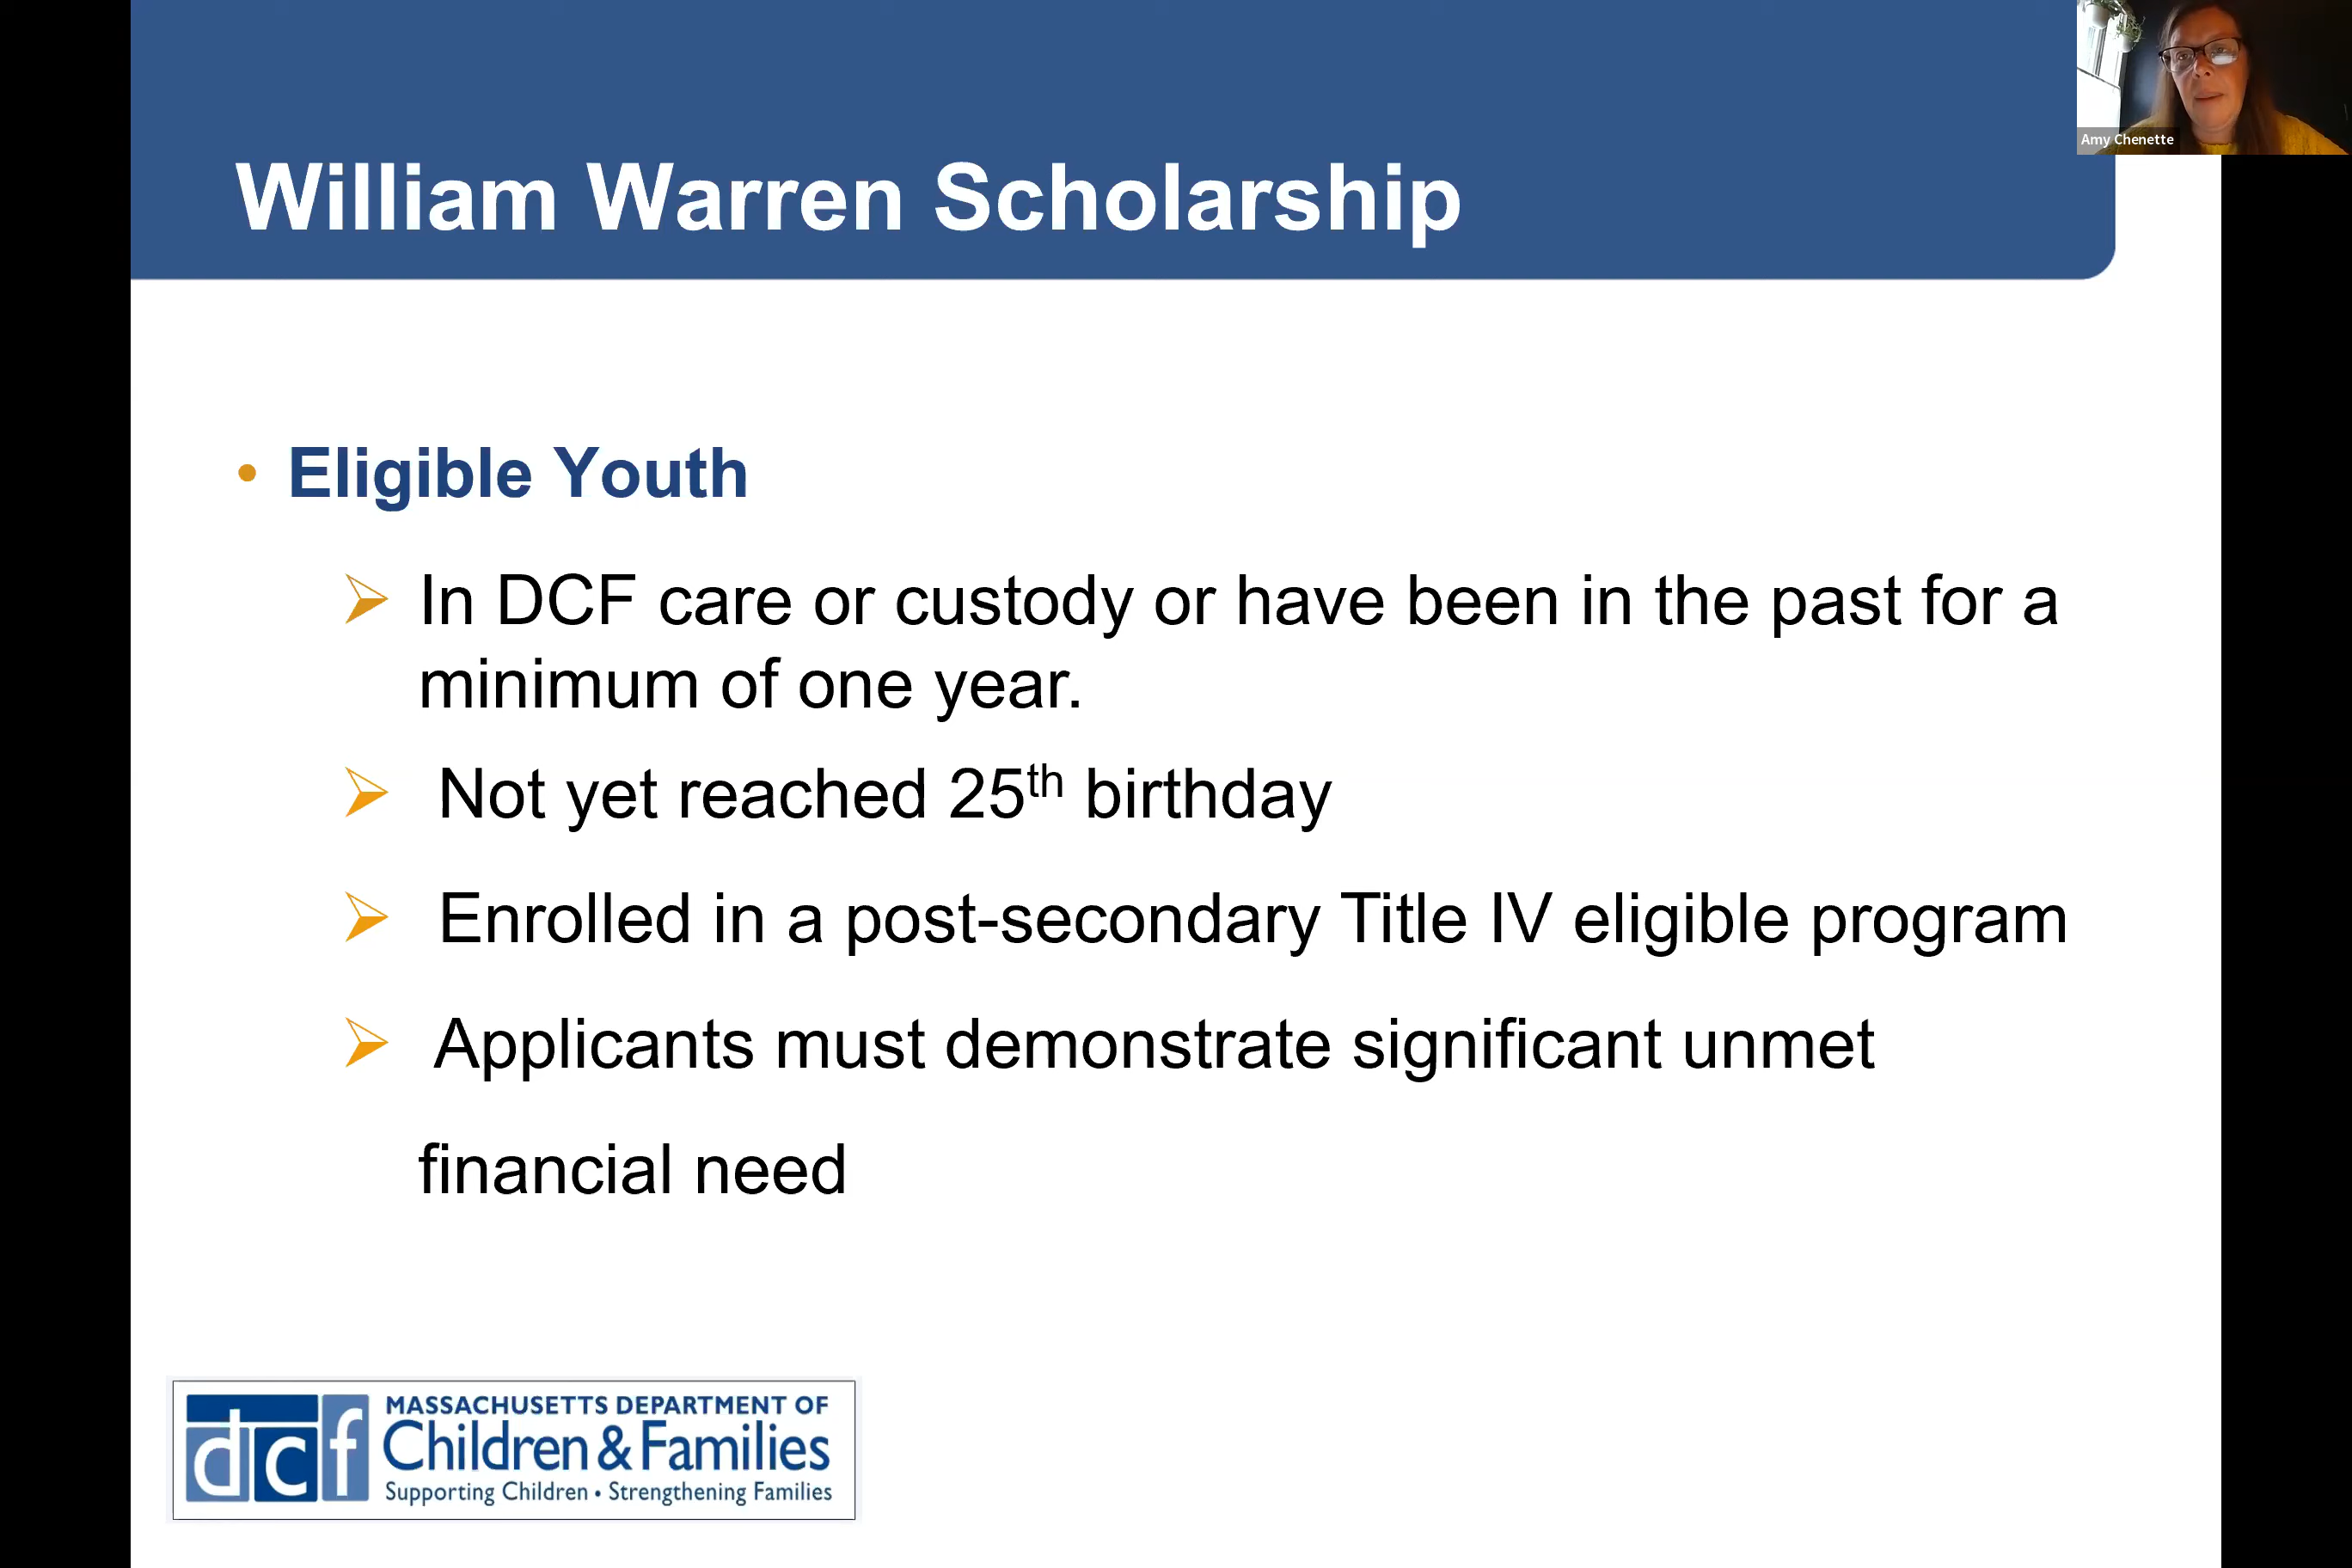 Amy Chenette
William Warren Scholarship
• Eligible Youth
In DCF care or custody or have been in the past for a
minimum of one year.
Not yet reached 25th birthday
Enrolled in a post-secondary Title IV eligible program
Applicants must demonstrate significant unmet
financial need
dcf
MASSACHUSETTS DEPARTMENT OF
Children & Families
Supporting Children • Strengthening Families